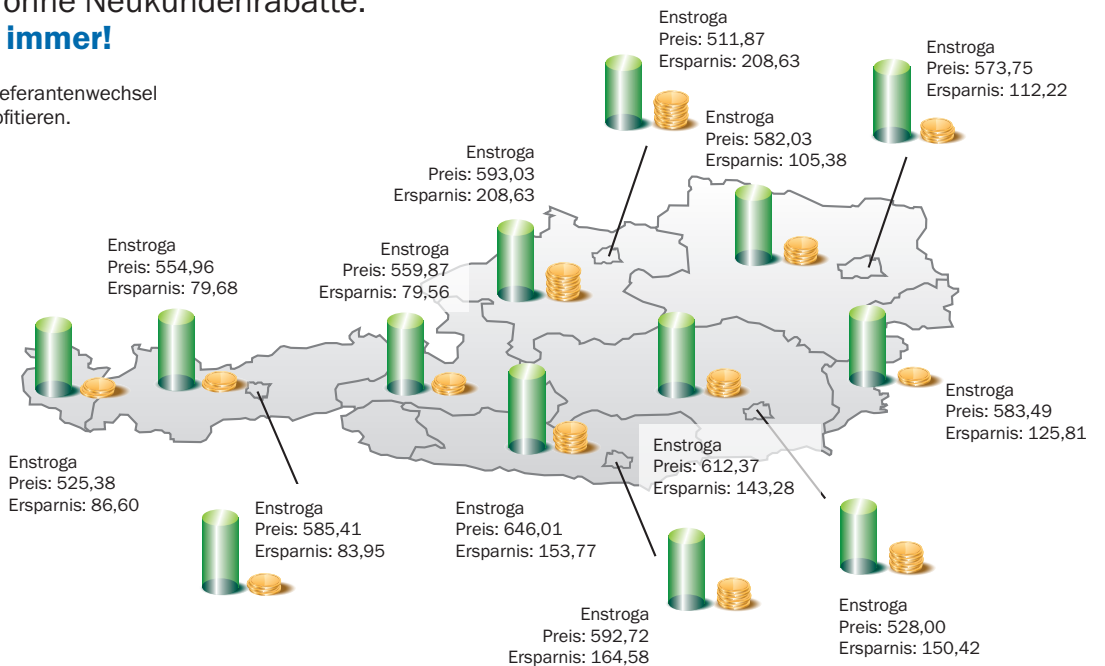 ohne Neukundenrabatte.
immer!
eferantenwechsel
ofitieren.
Enstroga
Preis: 511,87
Ersparnis: 208,63
Enstroga
Preis: 573,75
Ersparnis: 112,22
Enstroga
Preis: 582,03
Ersparnis: 105,38
Enstroga
Preis: 593,03
Ersparnis: 208,63
Enstroga
Preis: 554,96
Ersparnis: 79,68
Enstroga
Preis: 559,87
Ersparnis: 79,56
Enstroga
Preis: 583,49
Ersparnis: 125,81
Enstroga
Preis: 612,37
Ersparnis: 143,28
Enstroga
Preis: 525,38
Ersparnis: 86,60
Enstroga
Preis: 585,41
Ersparnis: 83,95
Enstroga
Preis: 646,01
Ersparnis: 153,77
Enstroga
Preis: 592,72
Ersparnis: 164,58
Enstroga
Preis: 528,00
Ersparnis: 150,42